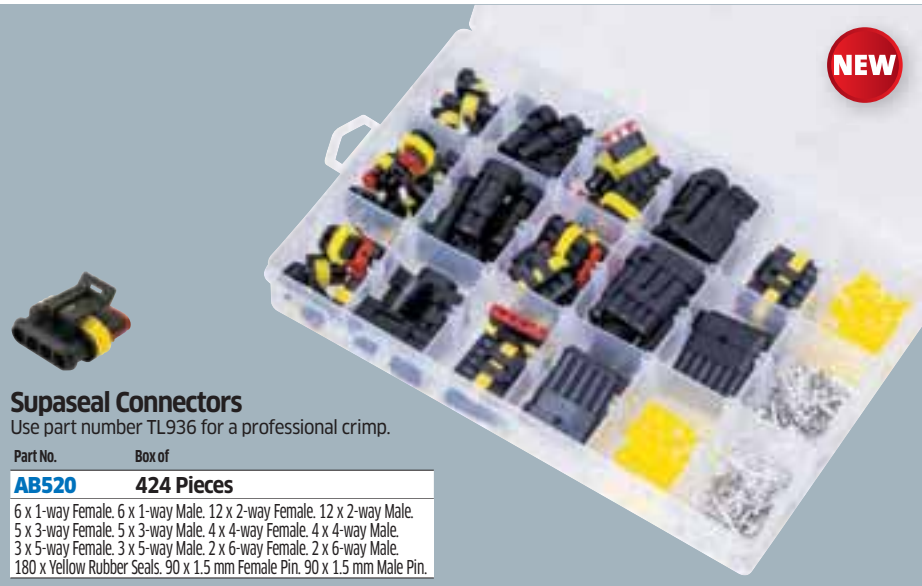 NEW
Supaseal Connectors
Use part number TL936 for a professional crimp.
Part No. Box of
AB520 424 Pieces
6 x 1-way Female. 6 x 1-way Male. 12 x 2-way Female. 12 x 2-way Male.
5 x 3-way Female. 5 x 3-way Male. 4 x 4-way Female. 4 x 4-way Male.
3 x 5-way Female. 3 x 5-way Male. 2 x 6-way Female. 2 x 6-way Male.
180 x Yellow Rubber Seals. 90 x 1.5 mm Female Pin. 90 x 1.5 mm Male Pin.